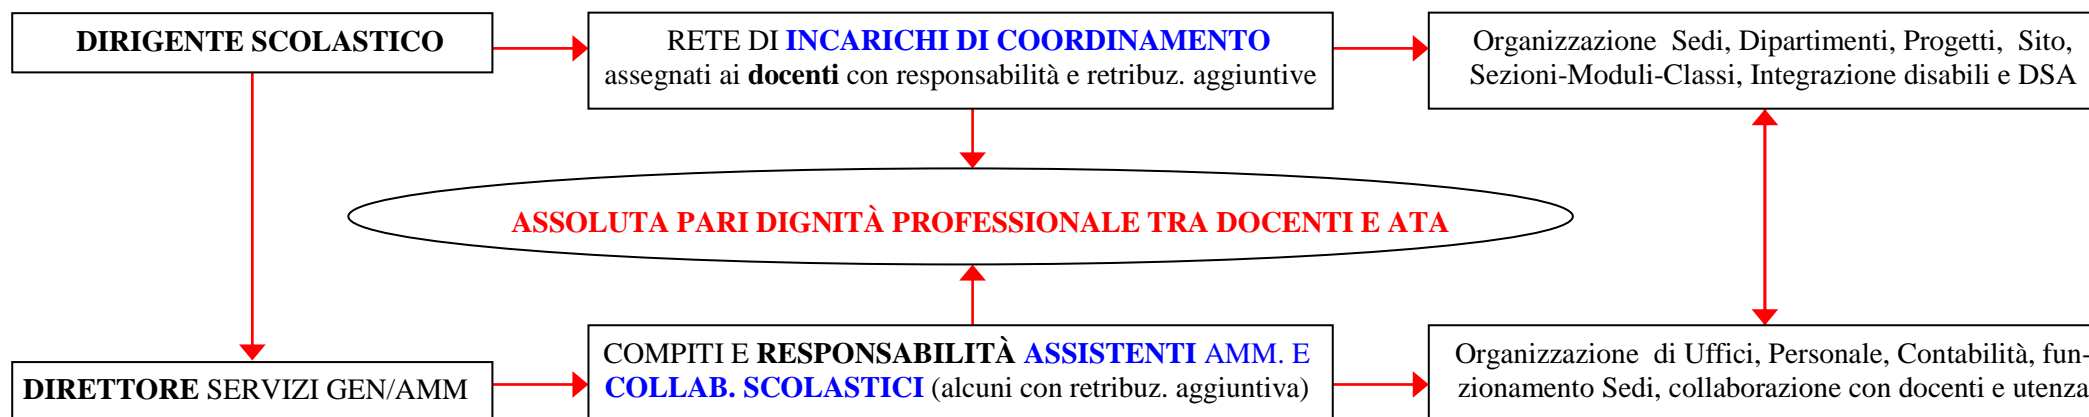 DIRIGENTE SCOLASTICO
RETE DI INCARICHI DI COORDINAMENTO
assegnati ai docenti con responsabilità e retribuz. aggiuntive
Organizzazione Sedi, Dipartimenti, Progetti, Sito,
Sezioni-Moduli-Classi, Integrazione disabili e DSA
ASSOLUTA PARI DIGNITÀ PROFESSIONALE TRA DOCENTI E ATA
DIRETTORE SERVIZI GEN/AMM
COMPITI E RESPONSABILITÀ ASSISTENTI AMM. E
COLLAB. SCOLASTICI (alcuni con retribuz. aggiuntiva)
Organizzazione di Uffici, Personale, Contabilità, fun-
zionamento Sedi, collaborazione con docenti e utenza